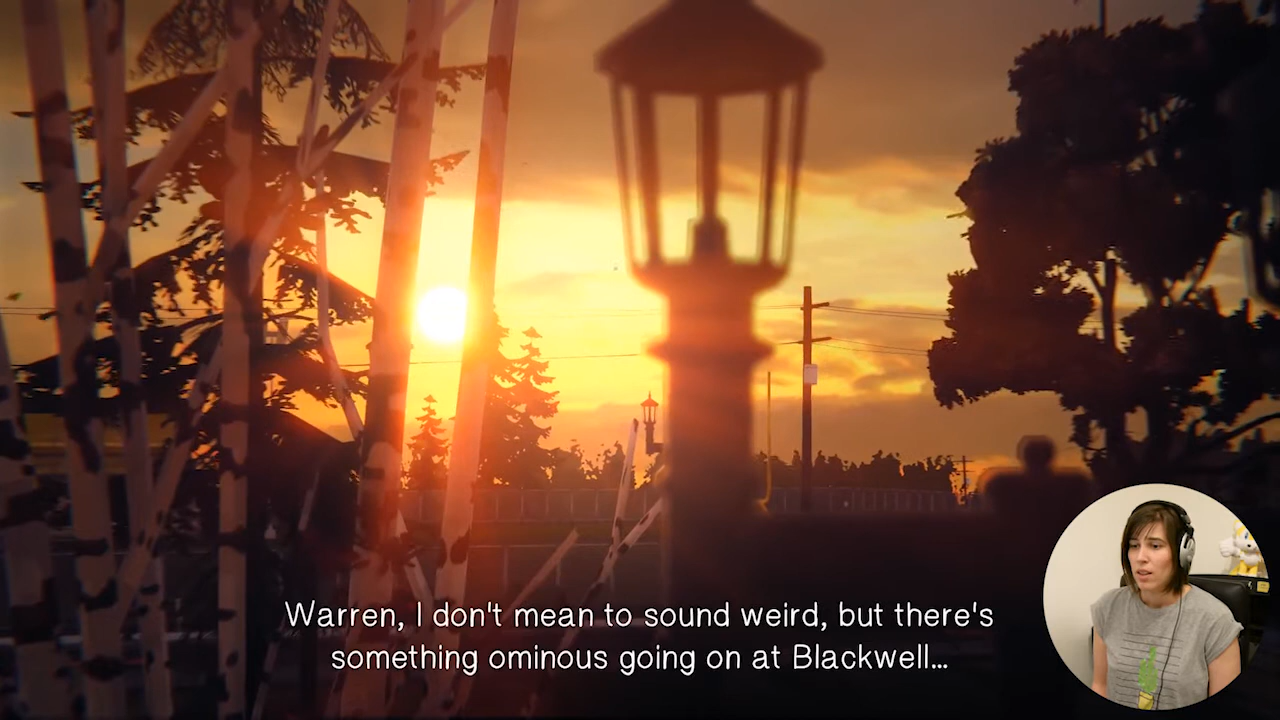 Warren, I don't mean to sound weird, but there's
something ominous going on at Blackwell...